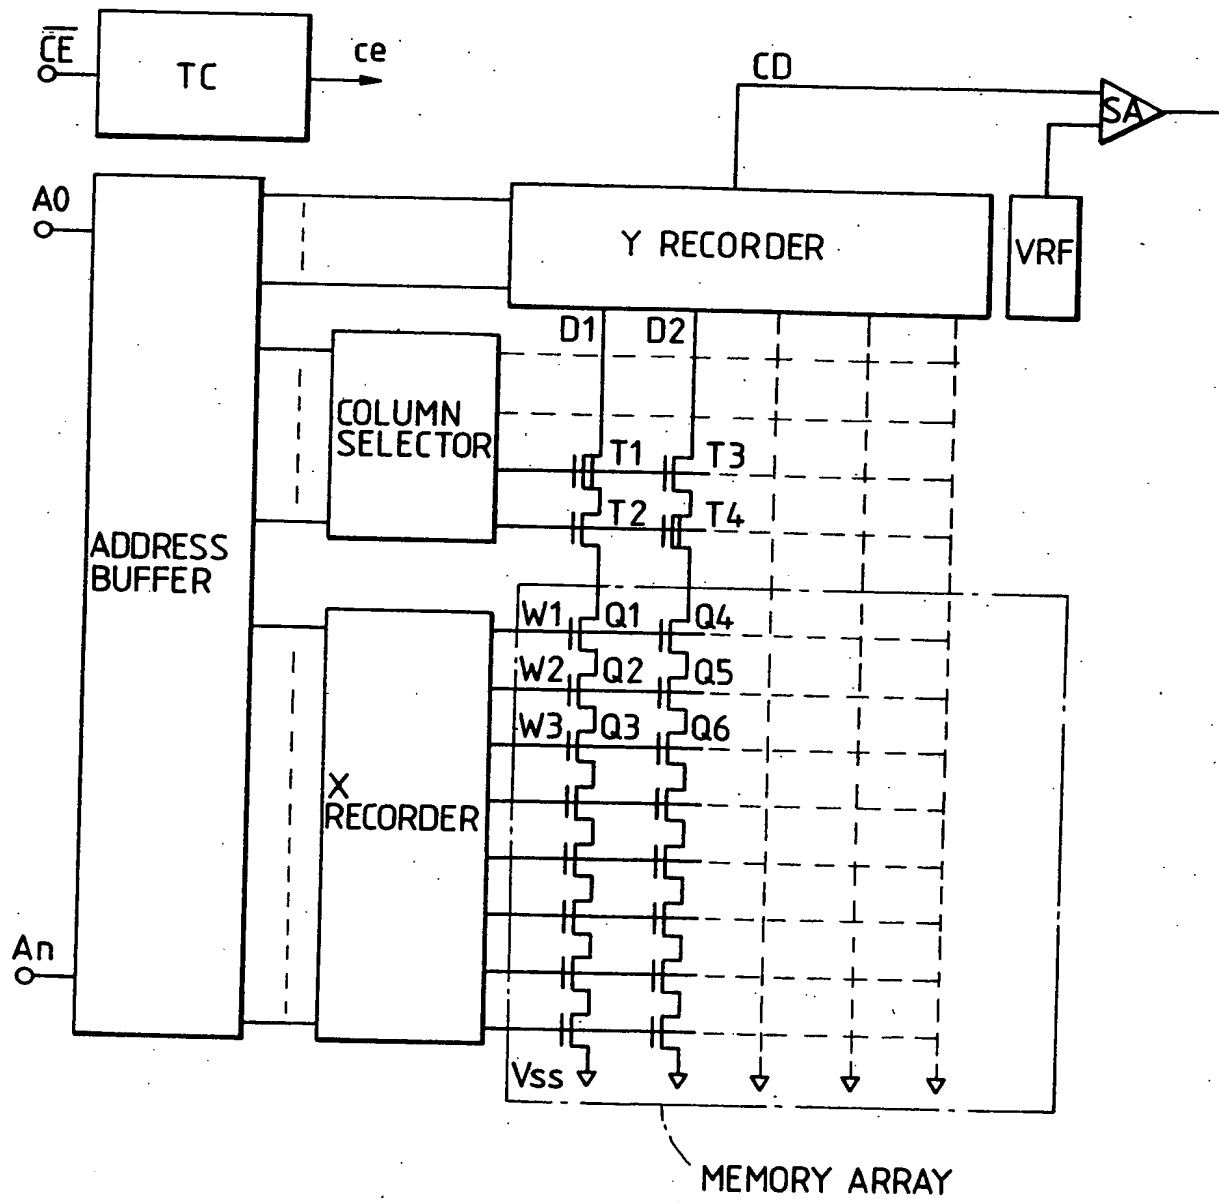 C̅E̅
TC
ce
CD
SA
A0
Y RECORDER
VRF
D1
D2
COLUMN
SELECTOR
T1
T3
T2
T4
ADDRESS
BUFFER
W1
Q1
Q4
W2
Q2
Q5
W3
Q3
Q6
X
RECORDER
An
Vss
MEMORY ARRAY